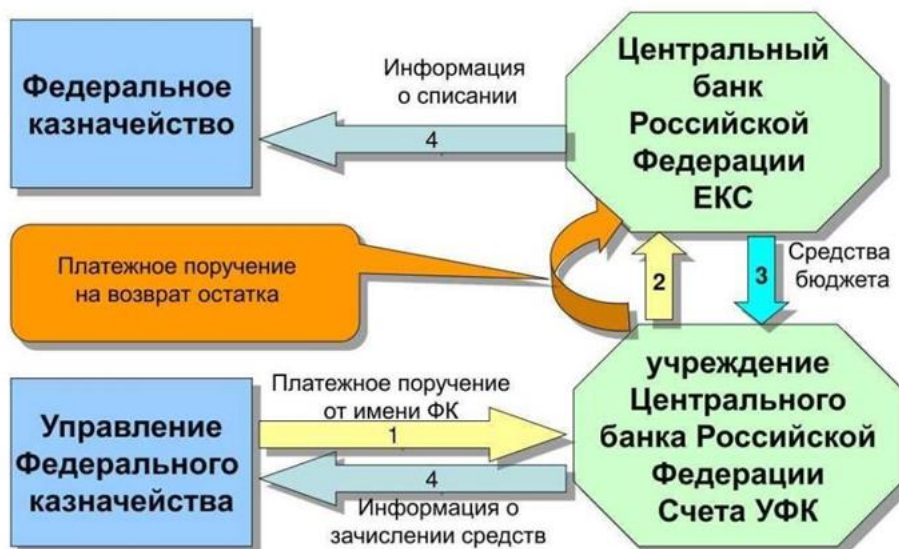 Федеральное
казначейство
Информация
о списании
4
Центральный
банк
Российской
Федерации
ЕКС
Платежное поручение
на возврат остатка
2
3
Средства
бюджета
Управление
Федерального
казначейства
Платежное поручение
от имени ФК
1
4
Информация о
зачислении средств
учреждение
Центрального
банка Российской
Федерации
Счета УФК